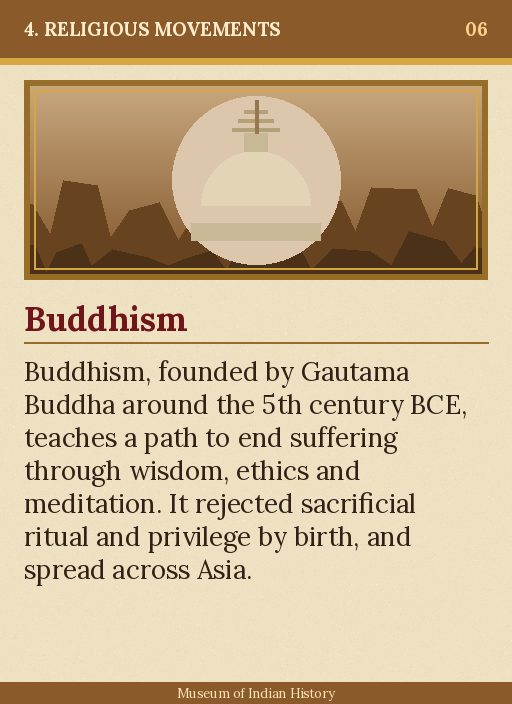 4. RELIGIOUS MOVEMENTS
06
Buddhism
Buddhism, founded by Gautama
Buddha around the 5th century BCE,
teaches a path to end suffering
through wisdom, ethics and
meditation. It rejected sacrificial
ritual and privilege by birth, and
spread across Asia.
Museum of Indian History